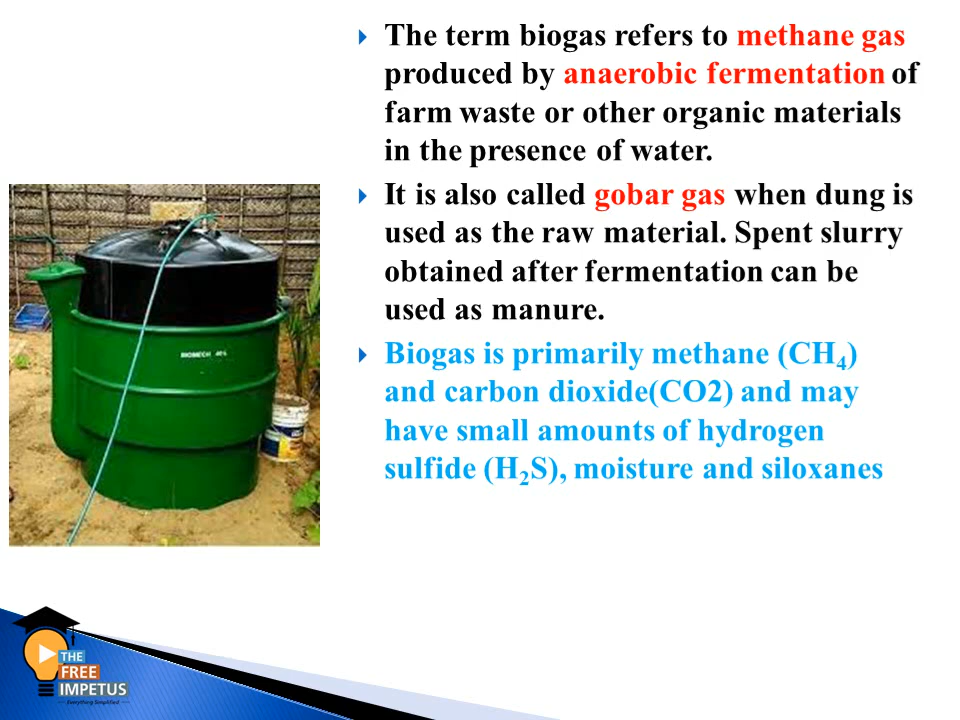 The term biogas refers to methane gas
produced by anaerobic fermentation of
farm waste or other organic materials
in the presence of water.
It is also called gobar gas when dung is
used as the raw material. Spent slurry
obtained after fermentation can be
used as manure.
Biogas is primarily methane (CH₄)
and carbon dioxide(CO2) and may
have small amounts of hydrogen
sulfide (H₂S), moisture and siloxanes
BIOMECH
THE
FREE
IMPETUS
Everything Simplified